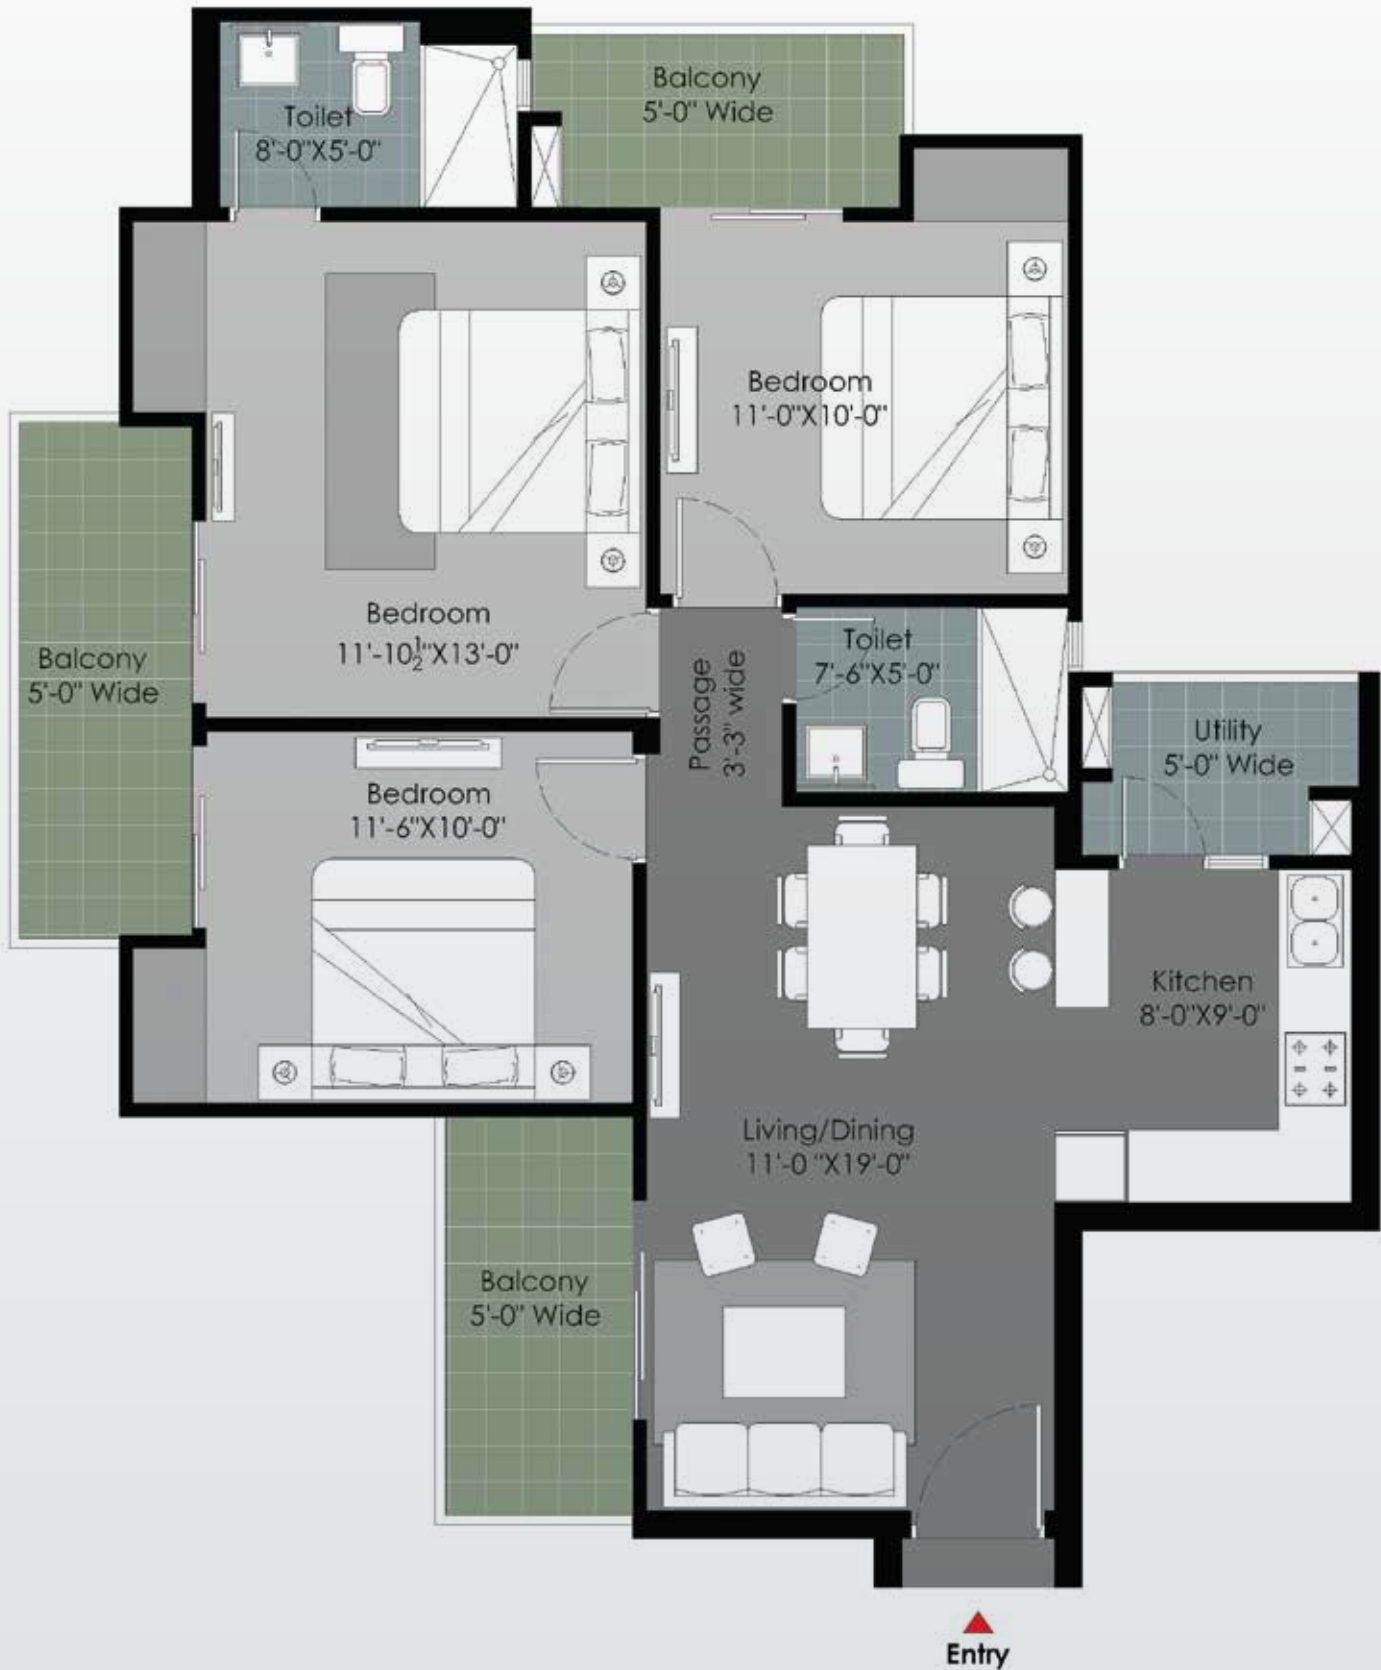 Balcony
5'-0" Wide
Toilet
8'-0"X5'-0"
Bedroom
11'-0"X10'-0"
Bedroom
11'-10½"X13'-0"
Toilet
7'-6"X5'-0"
Balcony
5'-0" Wide
Passage
3'-3" wide
Utility
5'-0" Wide
Bedroom
11'-6"X10'-0"
Kitchen
8'-0"X9'-0"
Living/Dining
11'-0 "X19'-0"
Balcony
5'-0" Wide
Entry